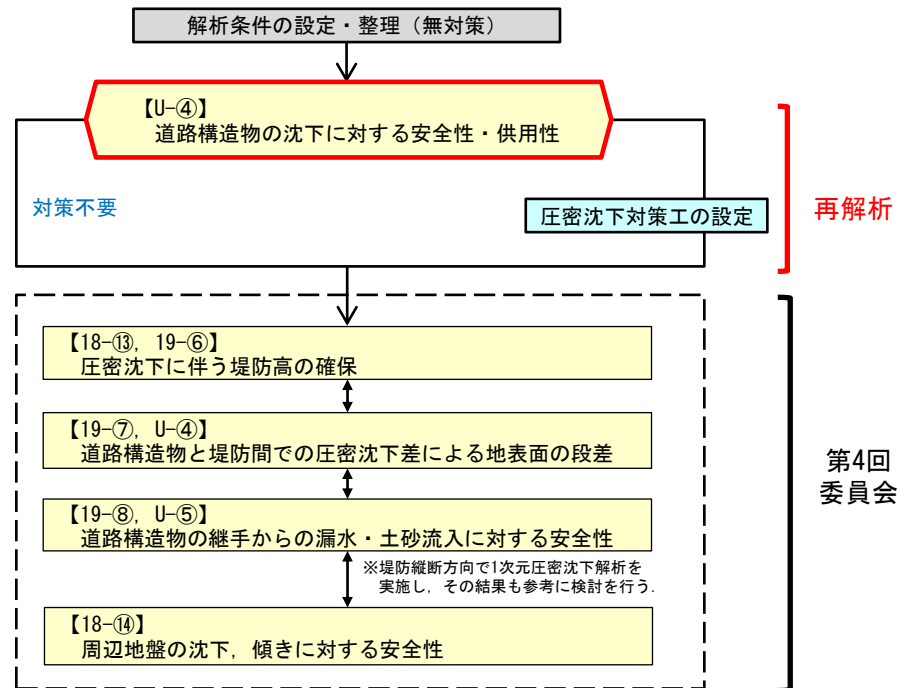 解析条件の設定・整理（無対策）
【U-④】
道路構造物の沈下に対する安全性・供用性
対策不要
圧密沈下対策工の設定
再解析
【18-⑬, 19-⑥】
圧密沈下に伴う堤防高の確保
【19-⑦, U-④】
道路構造物と堤防間での圧密沈下差による地表面の段差
【19-⑧, U-⑤】
道路構造物の継手からの漏水・土砂流入に対する安全性
※堤防縦断方向で1次元圧密沈下解析を
実施し, その結果も参考に検討を行う.
【18-⑭】
周辺地盤の沈下, 傾きに対する安全性
第4回
委員会